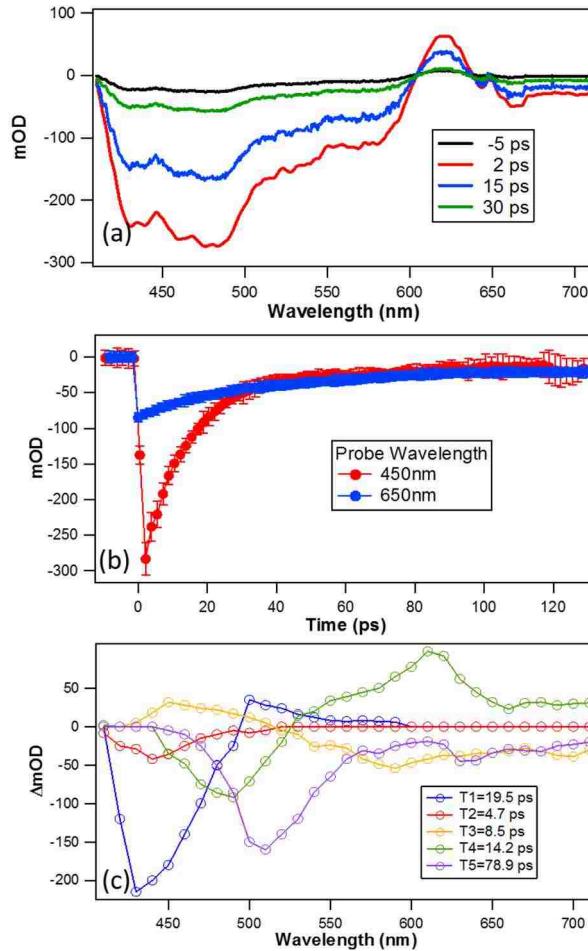 100
0
-100
-200
-300
mOD
-5 ps
2 ps
15 ps
30 ps
(a)
450 500 550 600 650 700
Wavelength (nm)
0
-50
-100
-150
-200
-250
-300
mOD
Probe Wavelength
450nm
650nm
(b)
0 20 40 60 80 100 120
Time (ps)
50
0
-50
-100
-150
-200
ΔmOD
T1=19.5 ps
T2=4.7 ps
T3=8.5 ps
T4=14.2 ps
T5=78.9 ps
(c)
450 500 550 600 650 700
Wavelength (nm)